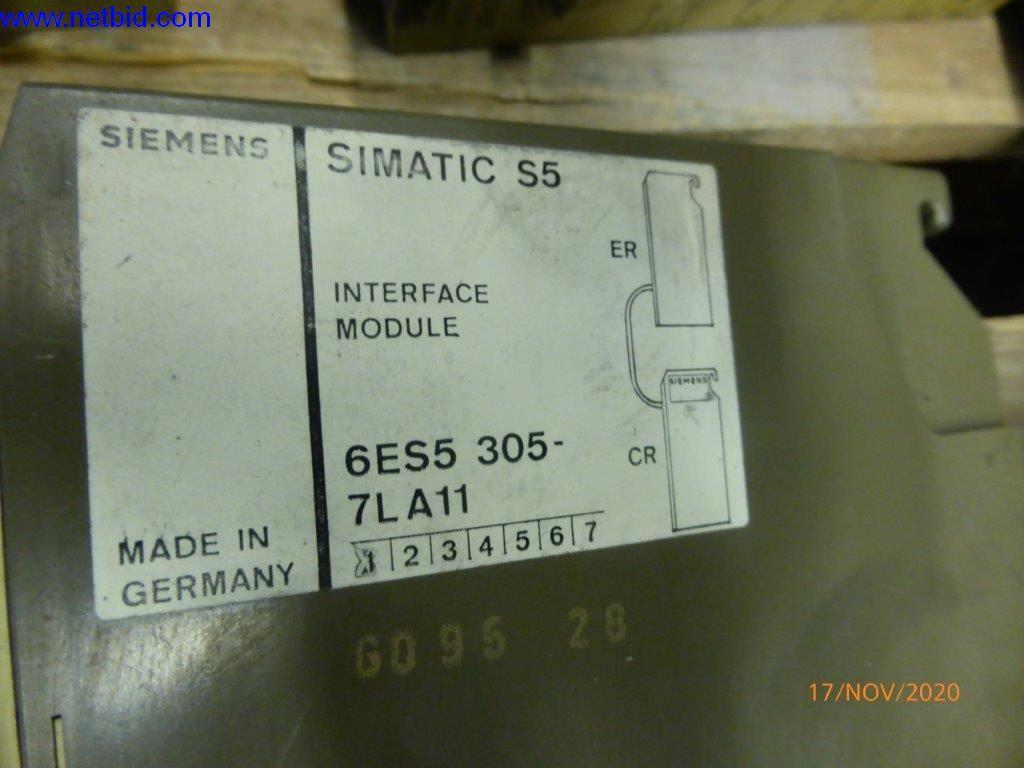 www.netbid.com
SIEMENS
SIMATIC S5
INTERFACE
MODULE
6ES5 305-
7LA11
1 2 3 4 5 6 7
MADE IN
GERMANY
ER
SIEMENS
CR
G095 28
17/NOV/2020